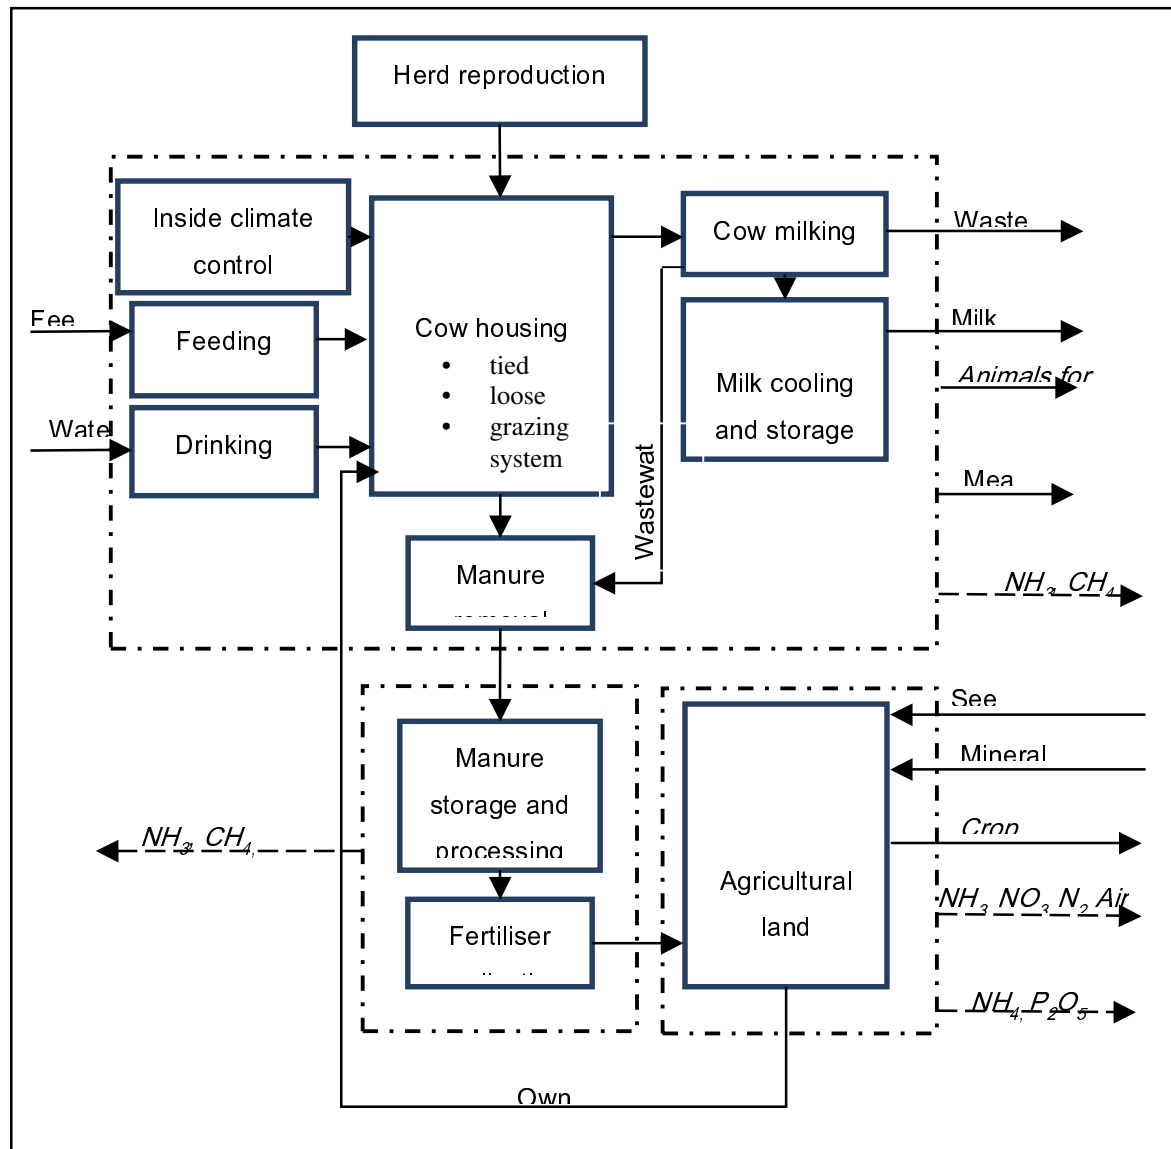 Herd reproduction
Inside climate
control
Cow milking
Waste
Fee
Feeding
Cow housing
• tied
• loose
• grazing
system
Milk
Milk cooling
and storage
Animals for
Wate
Drinking
Mea
Wastewat
Manure
removal
NH3, CH4
See
Mineral
Manure
storage and
processing
NH3, CH4,
Crop
Agricultural
land
NH3 NO3 N2 Air
Fertiliser
NH4, P2O5
Own